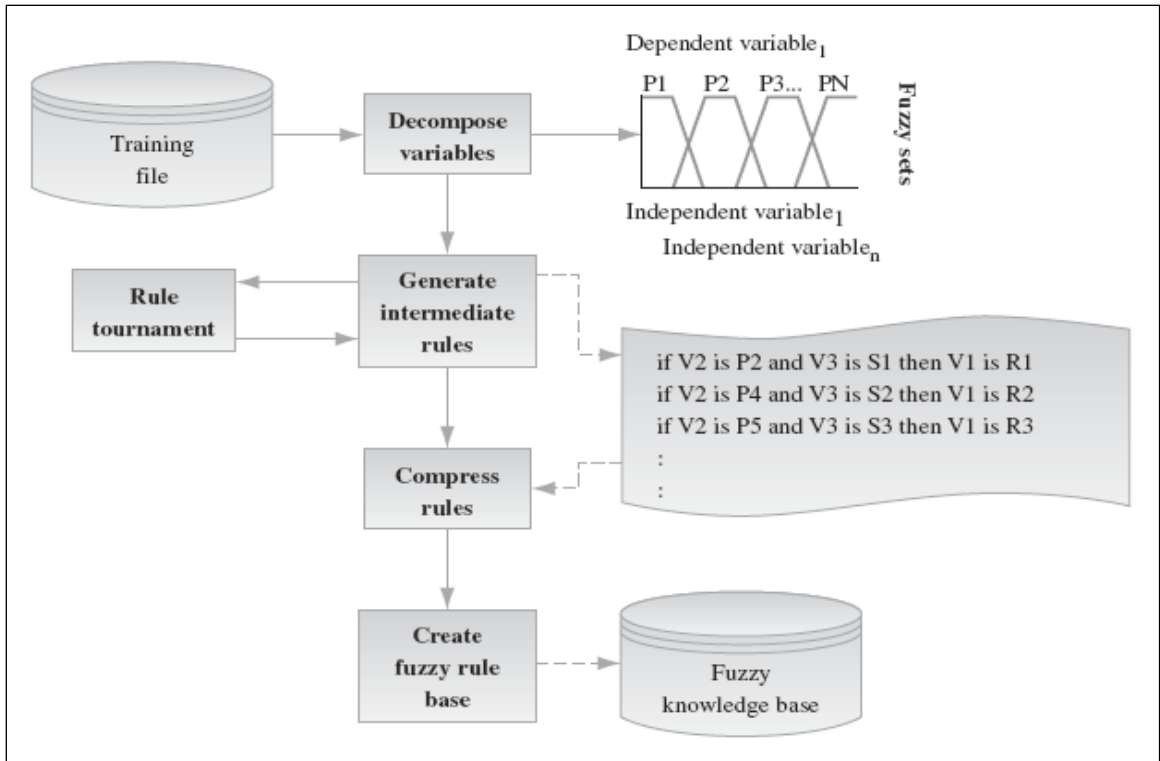 Dependent variable1
P1 P2 P3... PN
Fuzzy sets
Training
file
Decompose
variables
Independent variable1
Independent variablen
Rule
tournament
Generate
intermediate
rules
if V2 is P2 and V3 is S1 then V1 is R1
if V2 is P4 and V3 is S2 then V1 is R2
if V2 is P5 and V3 is S3 then V1 is R3
:
:
Compress
rules
Create
fuzzy rule
base
Fuzzy
knowledge base